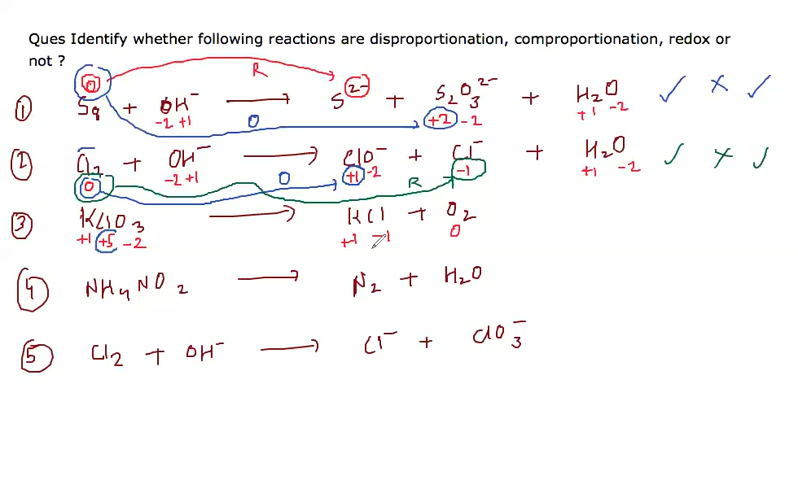 Ques Identify whether following reactions are disproportionation, comproportionation, redox or
not ?
0 R
① S8 + OH⁻ ⟶ S²⁻ + S2O3²⁻ + H2O ✓ × ✓
-2 +1 O +2 -2 +1 -2
② Cl2 + OH⁻ ⟶ ClO⁻ + Cl⁻ + H2O ✓ × ✓
0 -2 +1 O +1 -2 R -1 +1 -2
③ KClO3 ⟶ KCl + O2
+1 +5 -2 +1 -1 0
④ NH4NO2 ⟶ N2 + H2O
⑤ Cl2 + OH⁻ ⟶ Cl⁻ + ClO3⁻